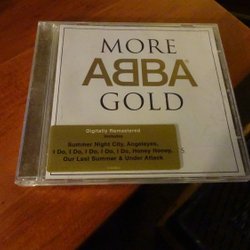 MORE
ABBA
GOLD
Digitally Remastered
Includes
Summer Night City, Angeleyes,
I Do, I Do, I Do, I Do, I Do, Honey Honey,
Our Last Summer & Under Attack